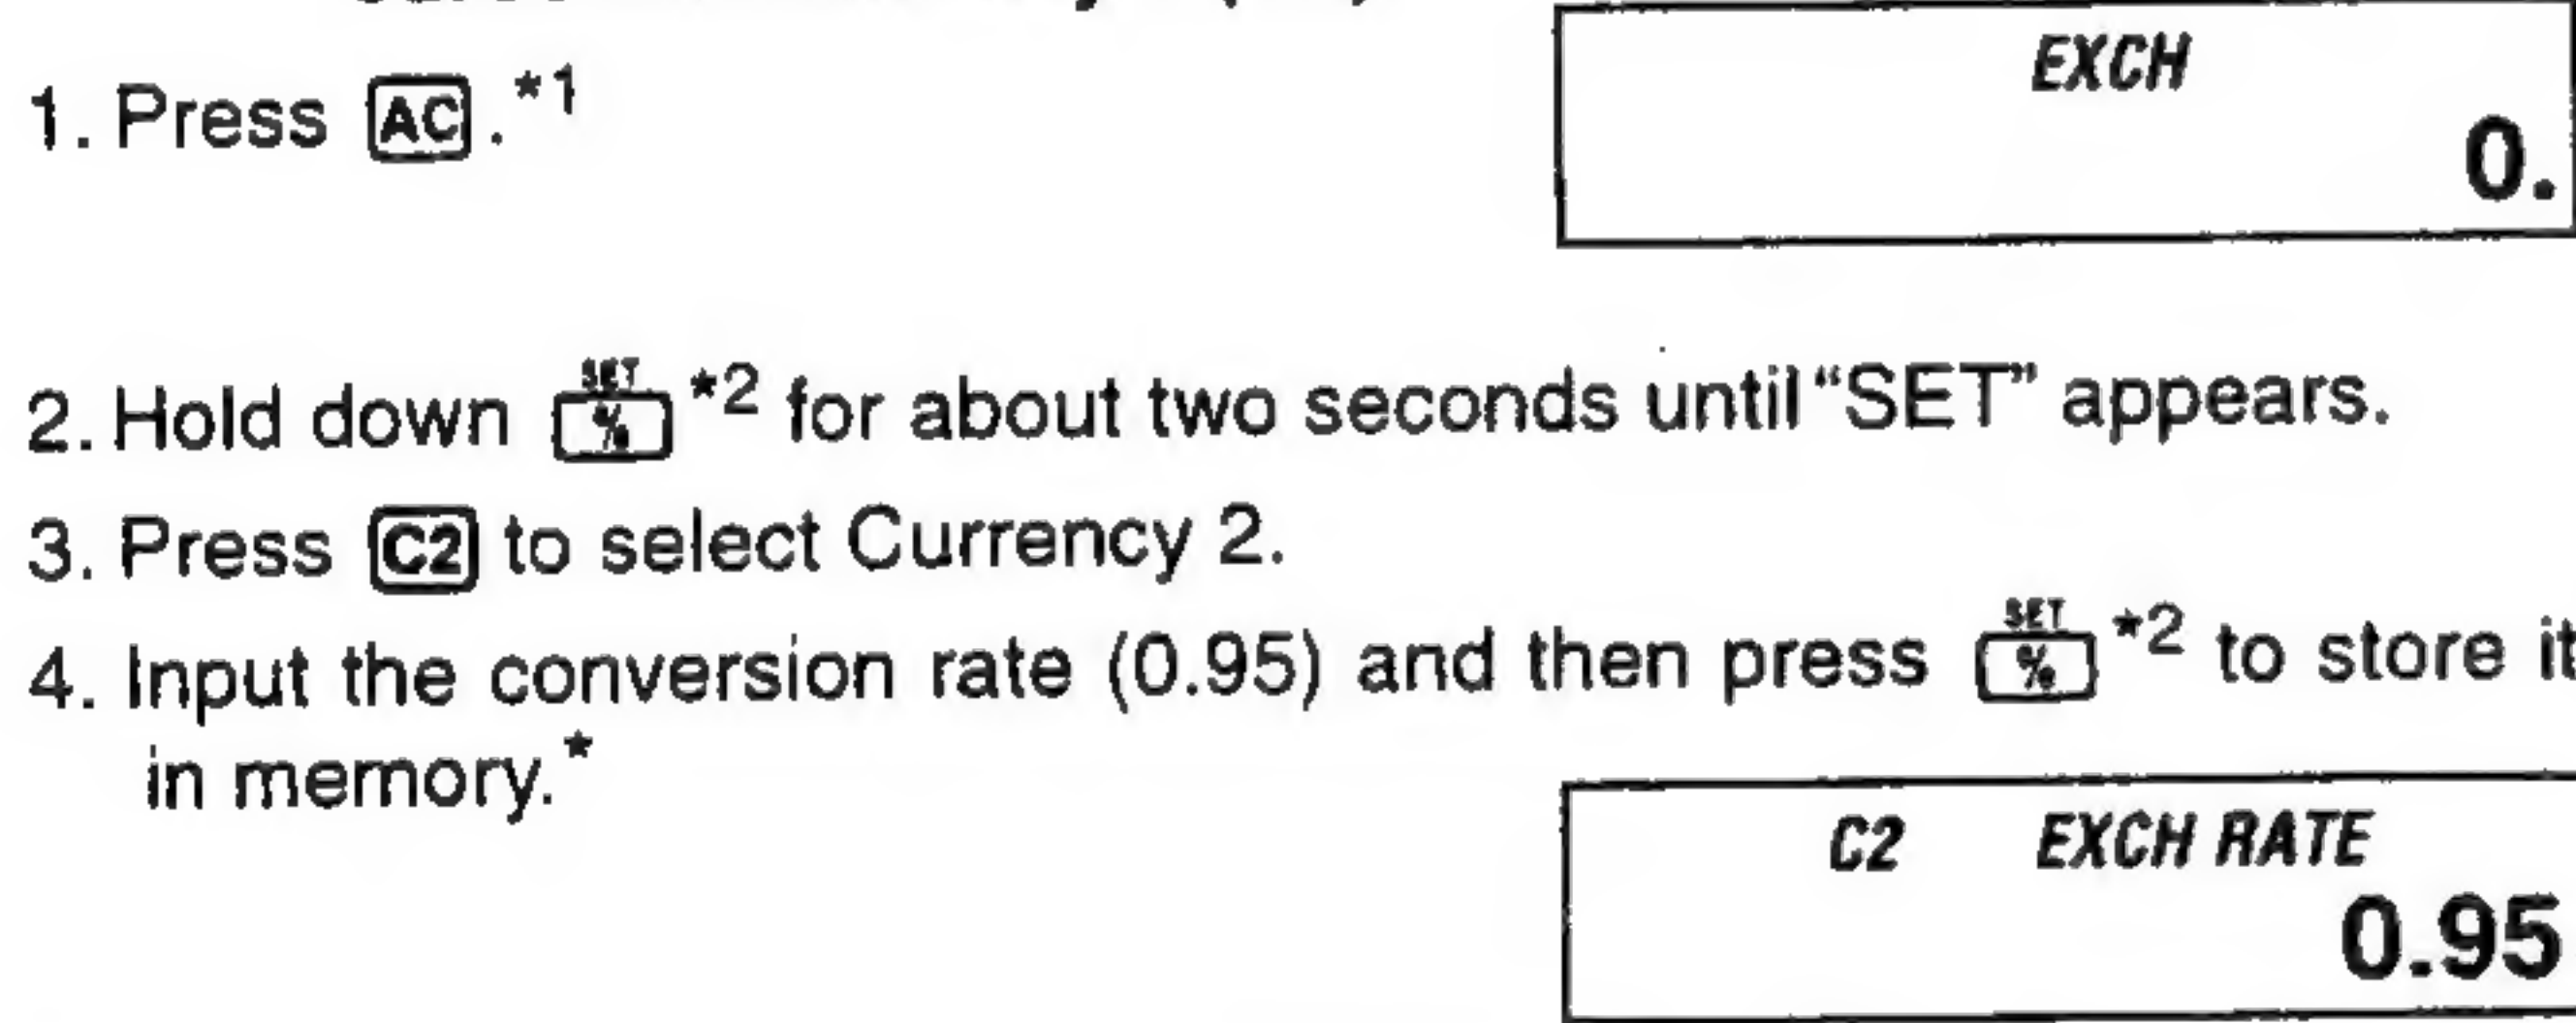 1. Press AC.*1
EXCH
0.
2. Hold down SET % *2 for about two seconds until “SET” appears.
3. Press C2 to select Currency 2.
4. Input the conversion rate (0.95) and then press SET % *2 to store it
in memory.*
C2 EXCH RATE
0.95